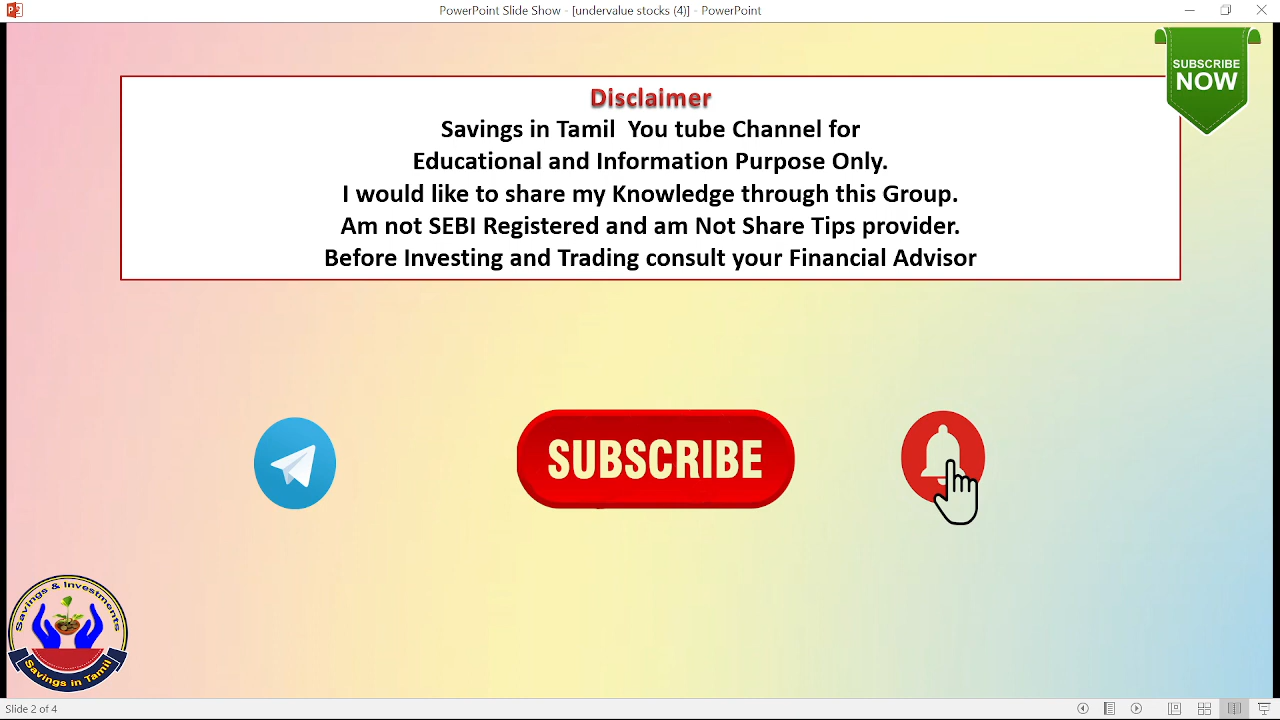 PowerPoint Slide Show - [undervalue stocks (4)] - PowerPoint
SUBSCRIBE
NOW
Disclaimer
Savings in Tamil  You tube Channel for
Educational and Information Purpose Only.
I would like to share my Knowledge through this Group.
Am not SEBI Registered and am Not Share Tips provider.
Before Investing and Trading consult your Financial Advisor
SUBSCRIBE
Savings & Investments
Savings in Tamil
Slide 2 of 4